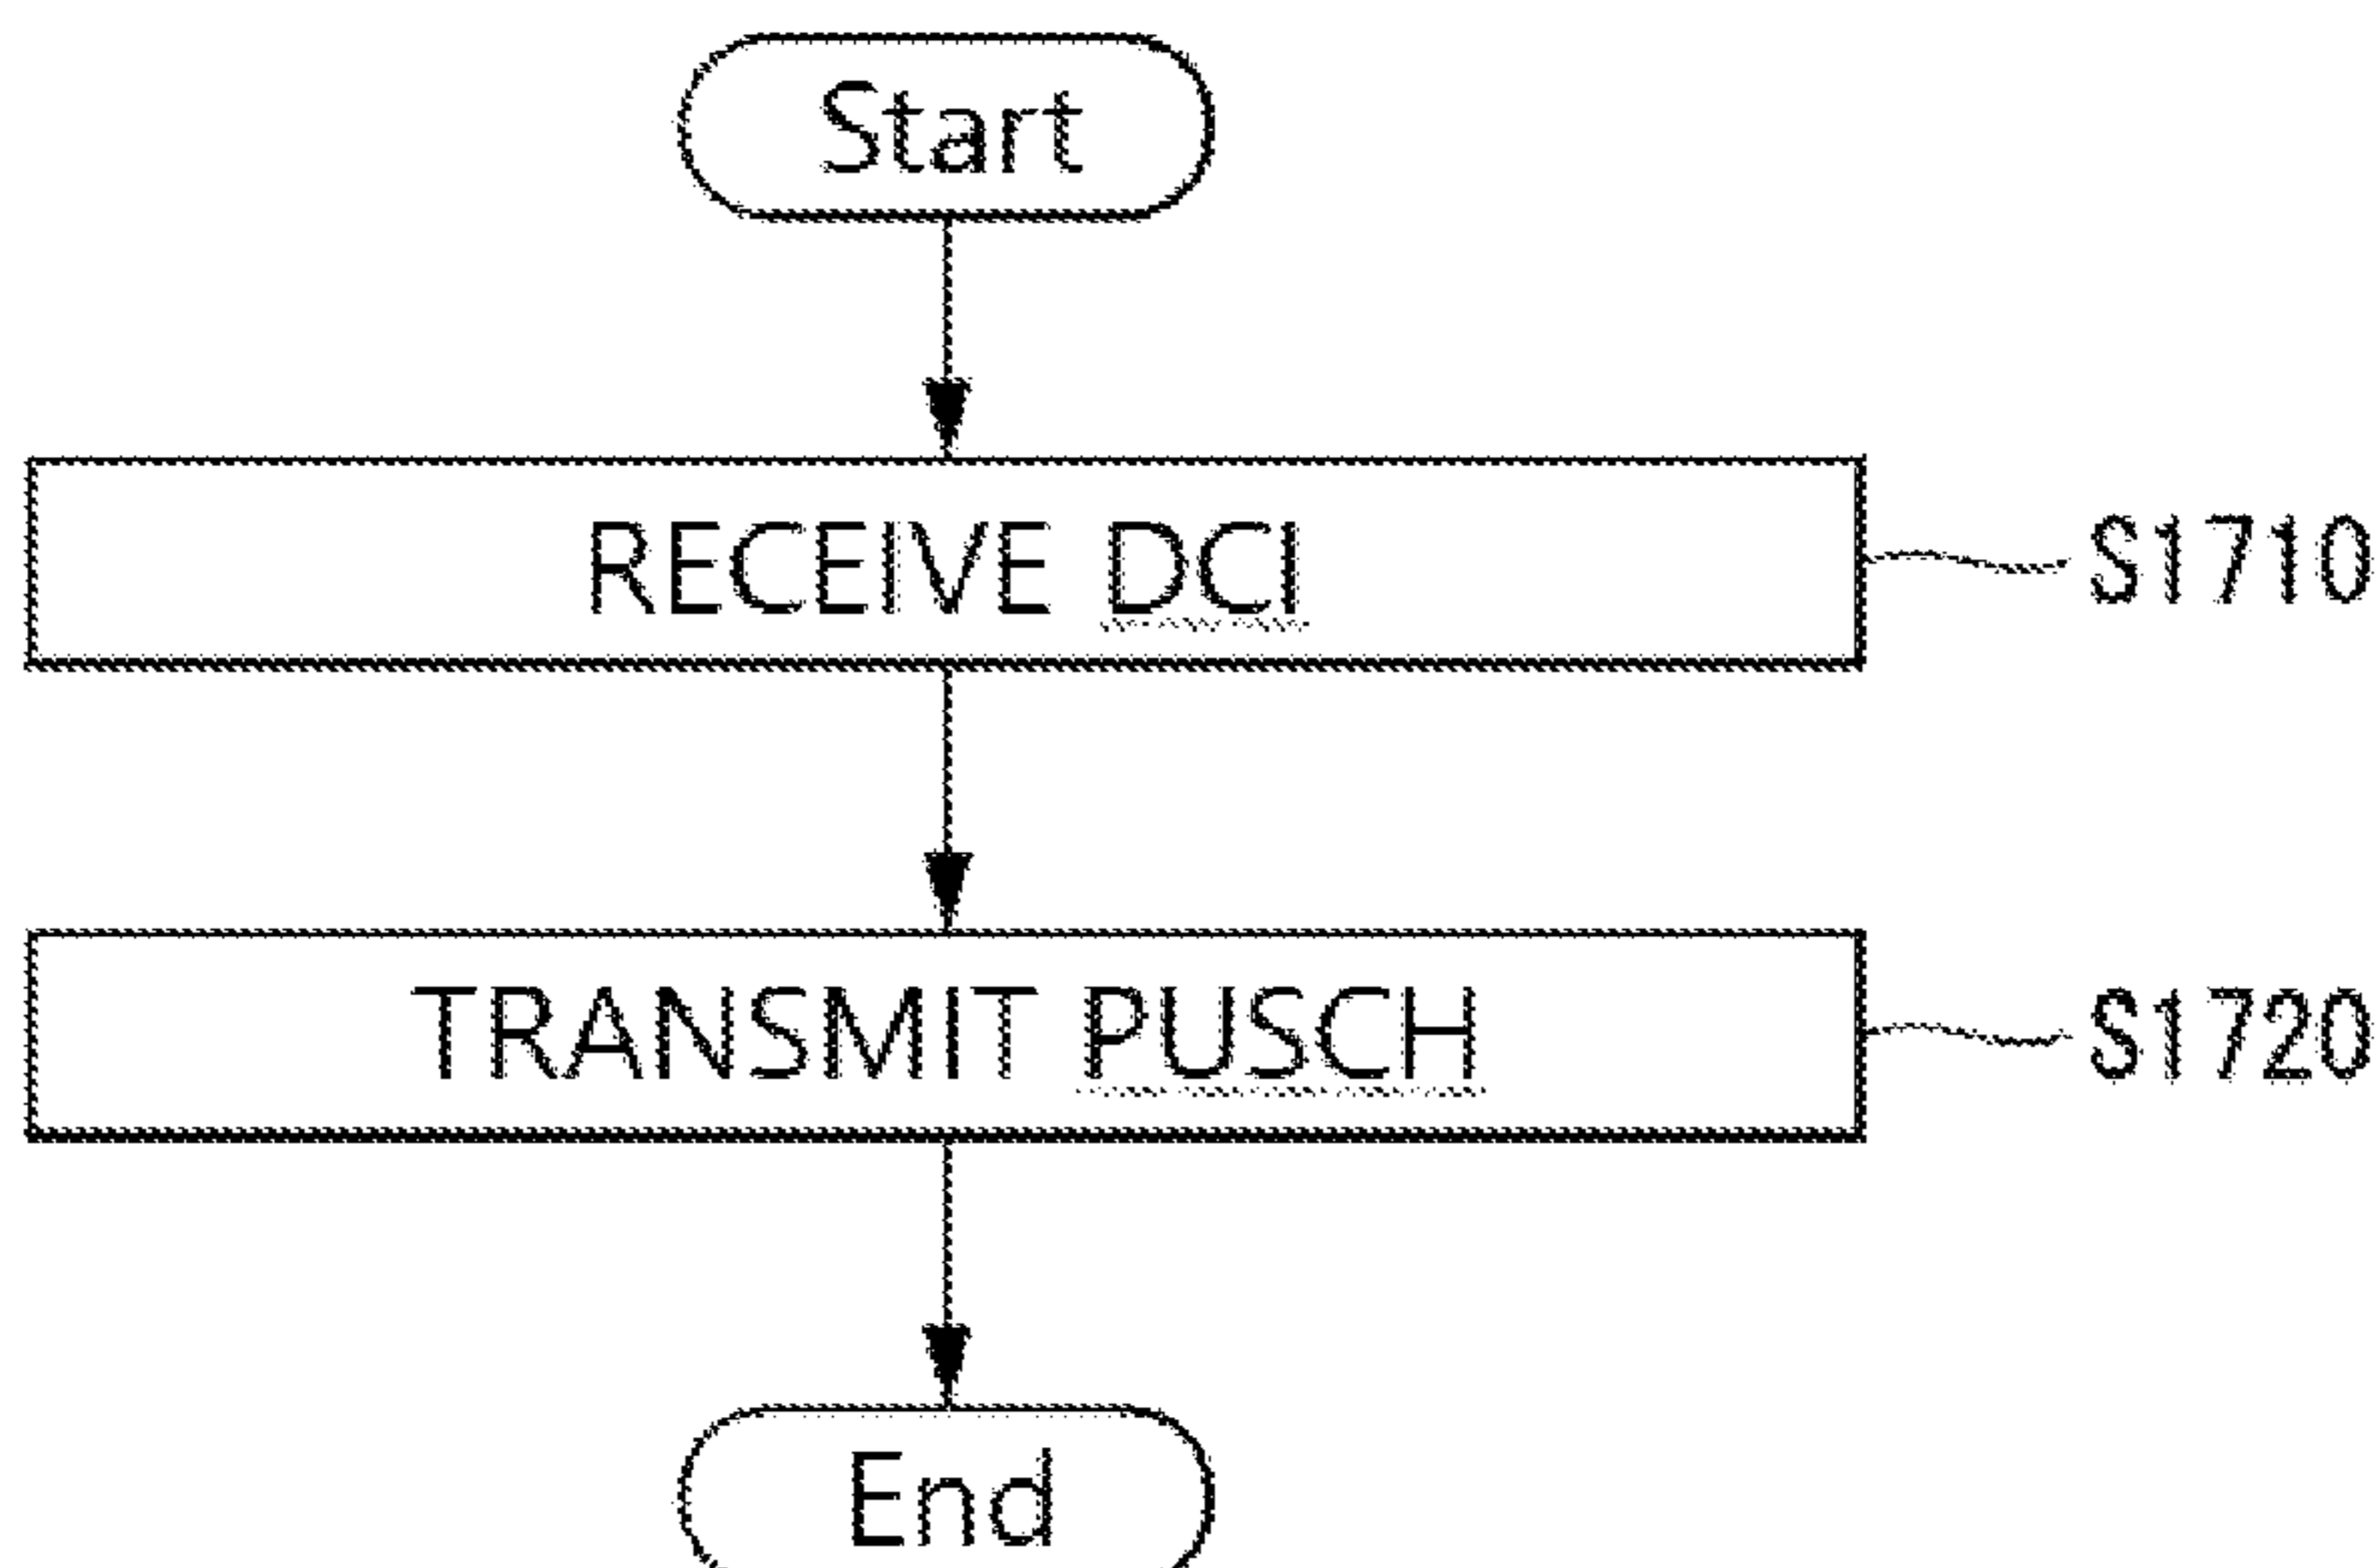 Start
RECEIVE DCI
S1710
TRANSMIT PUSCH
S1720
End